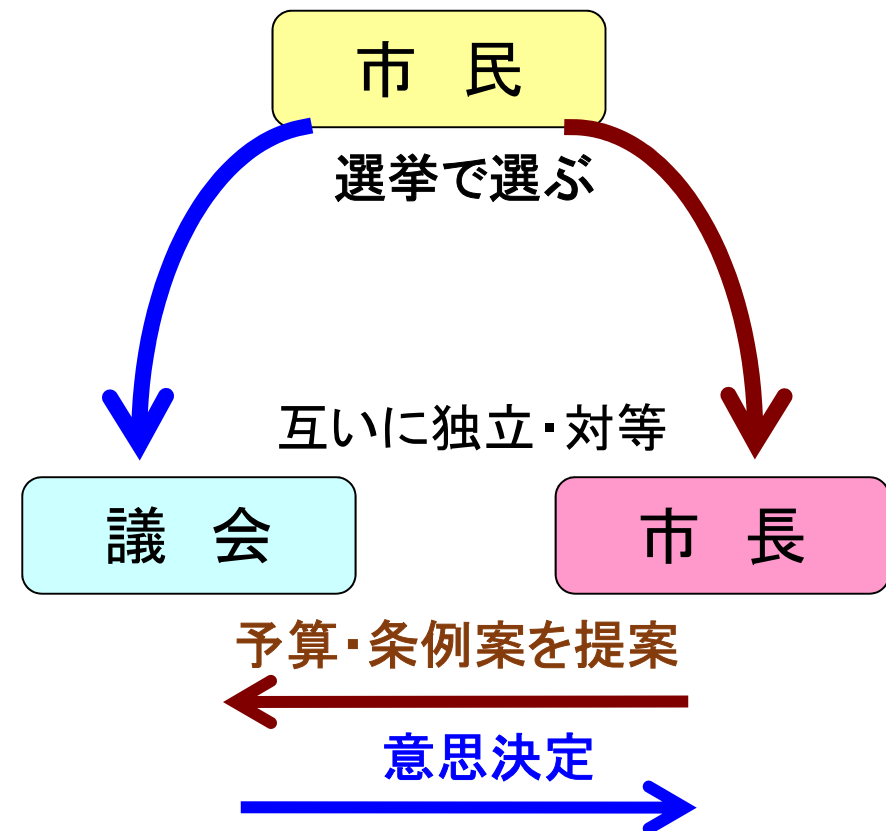 市　民
選挙で選ぶ
互いに独立・対等
議　会
市　長
予算・条例案を提案
意思決定